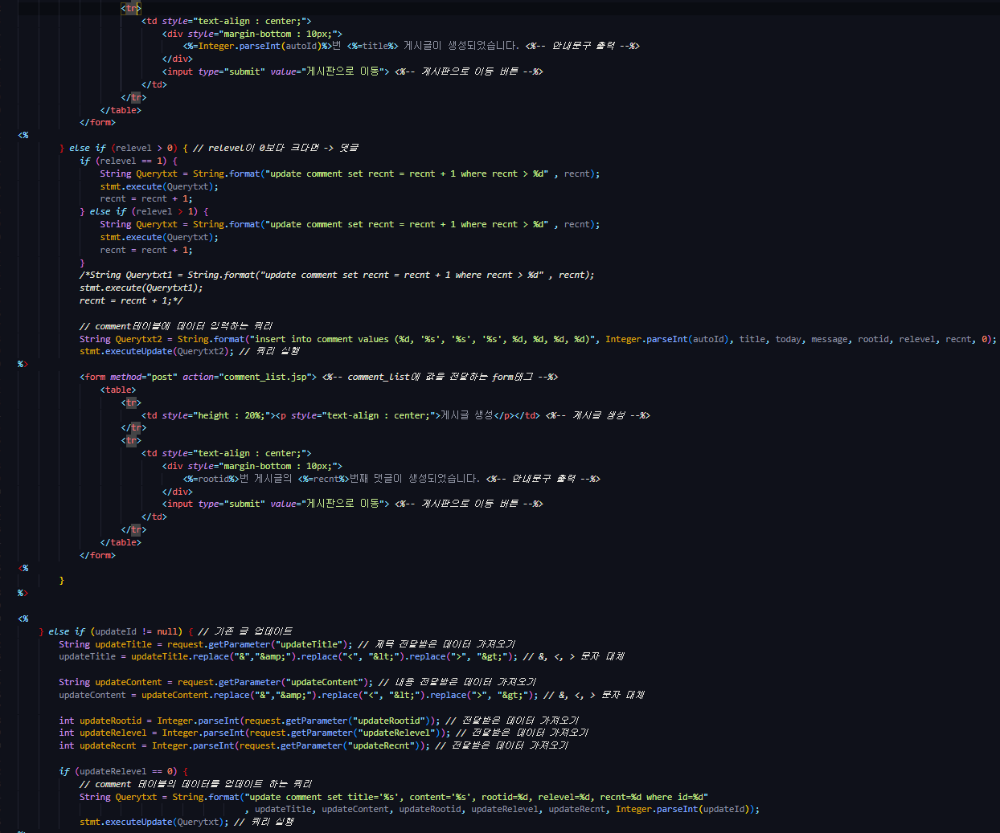 <tr>
<td style="text-align : center;">
<div style="margin-bottom : 10px;">
<%=Integer.parseInt(autoId)%>번 <%=title%> 게시글이 생성되었습니다. <%-- 안내문구 출력 --%>
</div>
<input type="submit" value="게시판으로 이동"> <%-- 게시판으로 이동 버튼 --%>
</td>
</tr>
</table>
</form>
<%
} else if (relevel > 0) { // relevel이 0보다 크다면 -> 댓글
if (relevel == 1) {
String Querytxt = String.format("update comment set recnt = recnt + 1 where recnt > %d" , recnt);
stmt.execute(Querytxt);
recnt = recnt + 1;
} else if (relevel > 1) {
String Querytxt = String.format("update comment set recnt = recnt + 1 where recnt > %d" , recnt);
stmt.execute(Querytxt);
recnt = recnt + 1;
}
/*String Querytxt1 = String.format("update comment set recnt = recnt + 1 where recnt > %d" , recnt);
stmt.execute(Querytxt1);
recnt = recnt + 1;*/
// comment테이블에 데이터 입력하는 쿼리
String Querytxt2 = String.format("insert into comment values (%d, '%s', '%s', '%s', %d, %d, %d, %d)", Integer.parseInt(autoId), title, today, message, rootid, relevel, recnt, 0);
stmt.executeUpdate(Querytxt2); // 쿼리 실행
%>
<form method="post" action="comment_list.jsp"> <%-- comment_list에 값을 전달하는 form태그 --%>
<table>
<tr>
<td style="height : 20%;"><p style="text-align : center;">게시글 생성</p></td> <%-- 게시글 생성 --%>
</tr>
<tr>
<td style="text-align : center;">
<div style="margin-bottom : 10px;">
<%=rootid%>번 게시글의 <%=recnt%>번째 댓글이 생성되었습니다. <%-- 안내문구 출력 --%>
</div>
<input type="submit" value="게시판으로 이동"> <%-- 게시판으로 이동 버튼 --%>
</td>
</tr>
</table>
</form>
<%
}
%>
<%
} else if (updateId != null) { // 기존 글 업데이트
String updateTitle = request.getParameter("updateTitle"); // 제목 전달받은 데이터 가져오기
updateTitle = updateTitle.replace("&","&amp;").replace("<", "&lt;").replace(">", "&gt;"); // &, <, > 문자 대체
String updateContent = request.getParameter("updateContent"); // 내용 전달받은 데이터 가져오기
updateContent = updateContent.replace("&","&amp;").replace("<", "&lt;").replace(">", "&gt;"); // &, <, > 문자 대체
int updateRootid = Integer.parseInt(request.getParameter("updateRootid")); // 전달받은 데이터 가져오기
int updateRelevel = Integer.parseInt(request.getParameter("updateRelevel")); // 전달받은 데이터 가져오기
int updateRecnt = Integer.parseInt(request.getParameter("updateRecnt")); // 전달받은 데이터 가져오기
if (updateRelevel == 0) {
// comment 테이블의 데이터를 업데이트 하는 쿼리
String Querytxt = String.format("update comment set title='%s', content='%s', rootid=%d, relevel=%d, recnt=%d where id=%d"
, updateTitle, updateContent, updateRootid, updateRelevel, updateRecnt, Integer.parseInt(updateId));
stmt.executeUpdate(Querytxt); // 쿼리 실행